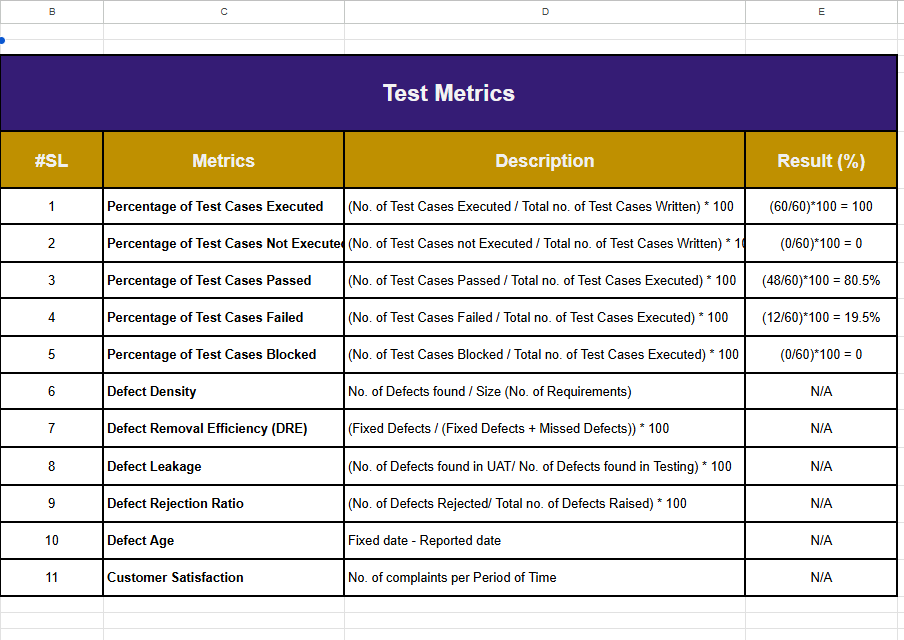 B C D E
Test Metrics
#SL Metrics Description Result (%)
1 Percentage of Test Cases Executed (No. of Test Cases Executed / Total no. of Test Cases Written) * 100 (60/60)*100 = 100
2 Percentage of Test Cases Not Execute (No. of Test Cases not Executed / Total no. of Test Cases Written) * 10 (0/60)*100 = 0
3 Percentage of Test Cases Passed (No. of Test Cases Passed / Total no. of Test Cases Executed) * 100 (48/60)*100 = 80.5%
4 Percentage of Test Cases Failed (No. of Test Cases Failed / Total no. of Test Cases Executed) * 100 (12/60)*100 = 19.5%
5 Percentage of Test Cases Blocked (No. of Test Cases Blocked / Total no. of Test Cases Executed) * 100 (0/60)*100 = 0
6 Defect Density No. of Defects found / Size (No. of Requirements) N/A
7 Defect Removal Efficiency (DRE) (Fixed Defects / (Fixed Defects + Missed Defects)) * 100 N/A
8 Defect Leakage (No. of Defects found in UAT/ No. of Defects found in Testing) * 100 N/A
9 Defect Rejection Ratio (No. of Defects Rejected/ Total no. of Defects Raised) * 100 N/A
10 Defect Age Fixed date - Reported date N/A
11 Customer Satisfaction No. of complaints per Period of Time N/A